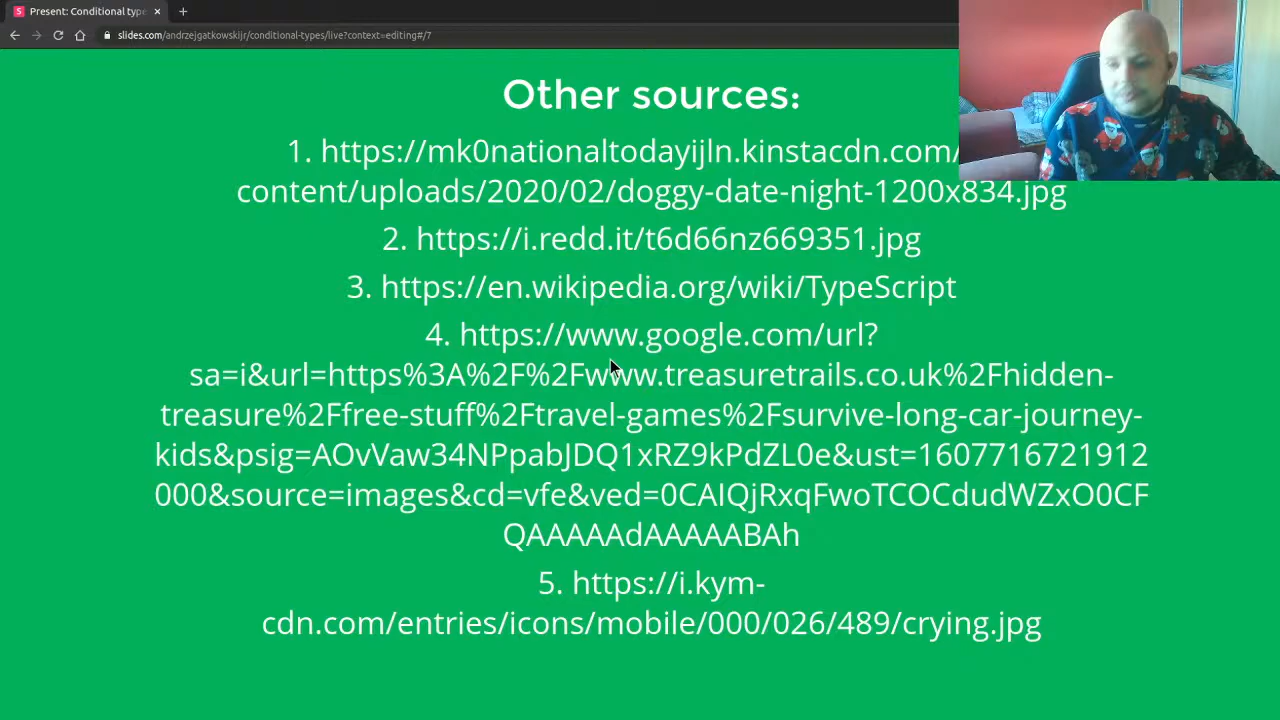 Present: Conditional type
slides.com/andrzejgatkowskijr/conditional-types/live?context=editing#/7
Other sources:
1. https://mk0nationaltodayijln.kinstacdn.com/
content/uploads/2020/02/doggy-date-night-1200x834.jpg
2. https://i.redd.it/t6d66nz669351.jpg
3. https://en.wikipedia.org/wiki/TypeScript
4. https://www.google.com/url?
sa=i&url=https%3A%2F%2Fwww.treasuretrails.co.uk%2Fhidden-
treasure%2Ffree-stuff%2Ftravel-games%2Fsurvive-long-car-journey-
kids&psig=AOvVaw34NPpabJDQ1xRZ9kPdZL0e&ust=1607716721912
000&source=images&cd=vfe&ved=0CAIQjRxqFwoTCOCdudWZxO0CF
QAAAAAdAAAAABAh
5. https://i.kym-
cdn.com/entries/icons/mobile/000/026/489/crying.jpg